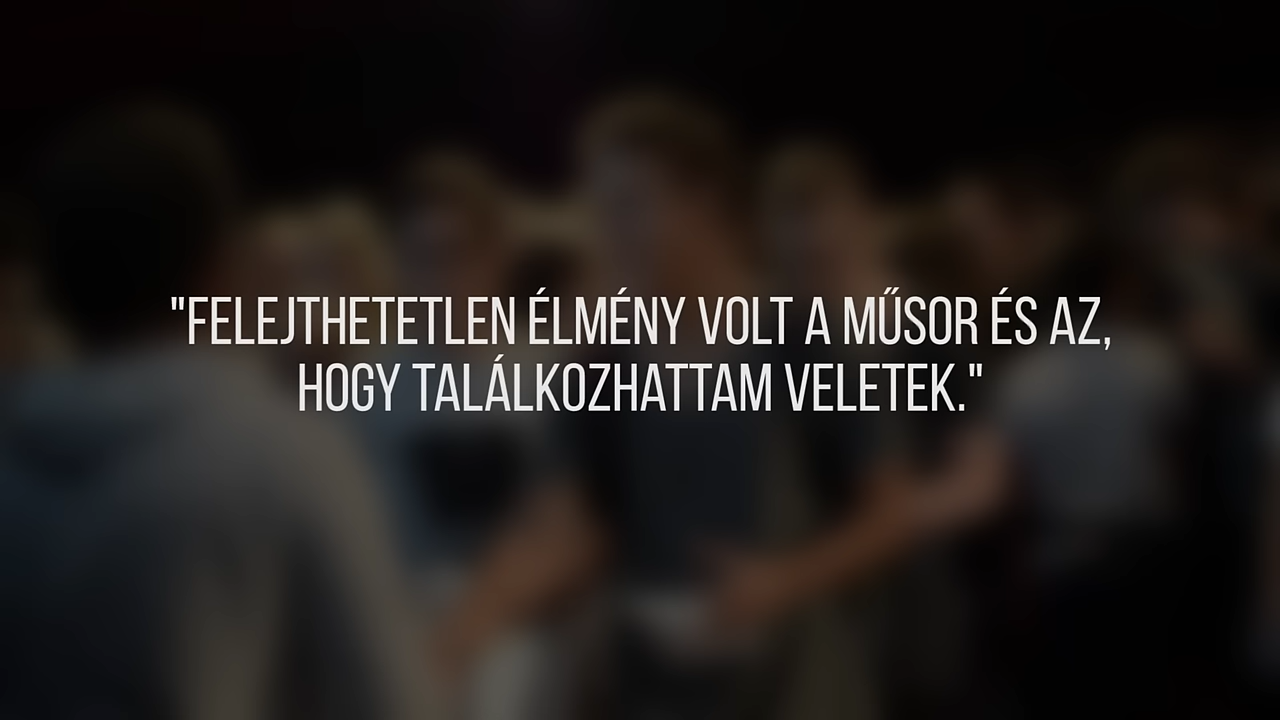 "FELEJTHETETLEN ÉLMÉNY VOLT A MŰSOR ÉS AZ,
HOGY TALÁLKOZHATTAM VELETEK."